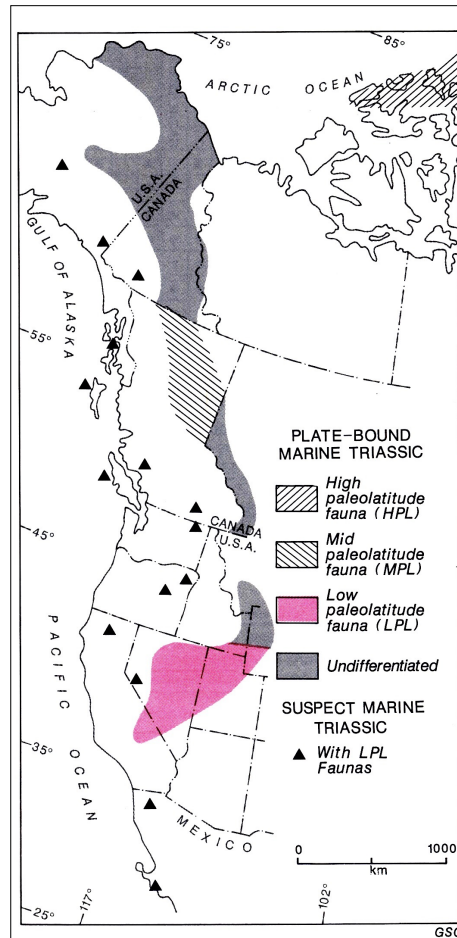 75°
85°
ARCTIC OCEAN
U.S.A.
CANADA
GULF OF ALASKA
55°
PLATE-BOUND
MARINE TRIASSIC
High
paleolatitude
fauna (HPL)
Mid
paleolatitude
fauna (MPL)
CANADA
U.S.A.
45°
Low
paleolatitude
fauna (LPL)
Undifferentiated
PACIFIC OCEAN
SUSPECT MARINE
TRIASSIC
With LPL
Faunas
35°
MEXICO
0
1000
km
25°
117°
102°
GSC